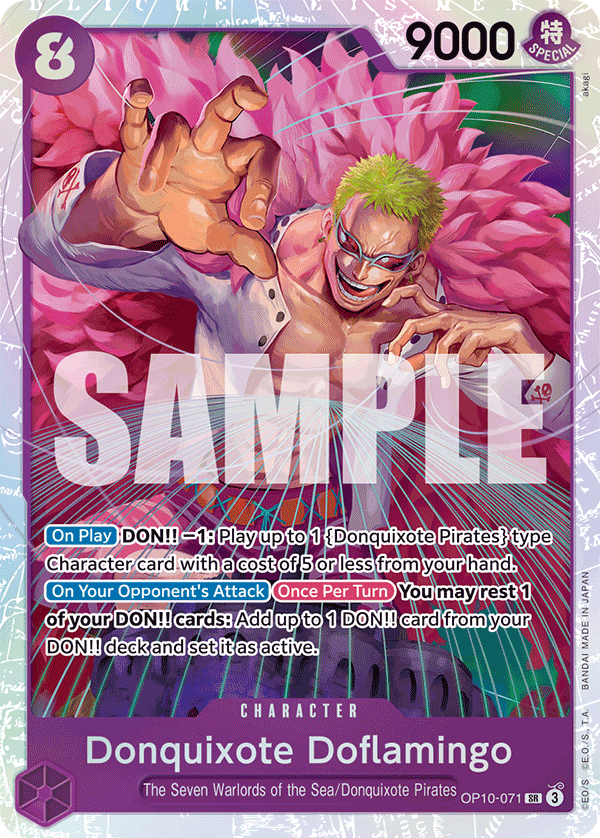 8
9000
特
SPECIAL
akagi
SAMPLE
On Play DON!! −1: Play up to 1 {Donquixote Pirates} type
Character card with a cost of 5 or less from your hand.
On Your Opponent's Attack Once Per Turn You may rest 1
of your DON!! cards: Add up to 1 DON!! card from your
DON!! deck and set it as active.
CHARACTER
Donquixote Doflamingo
The Seven Warlords of the Sea/Donquixote Pirates
OP10-071 SR 3
©E.O/S, T.A. BANDAI MADE IN JAPAN
©EO/S